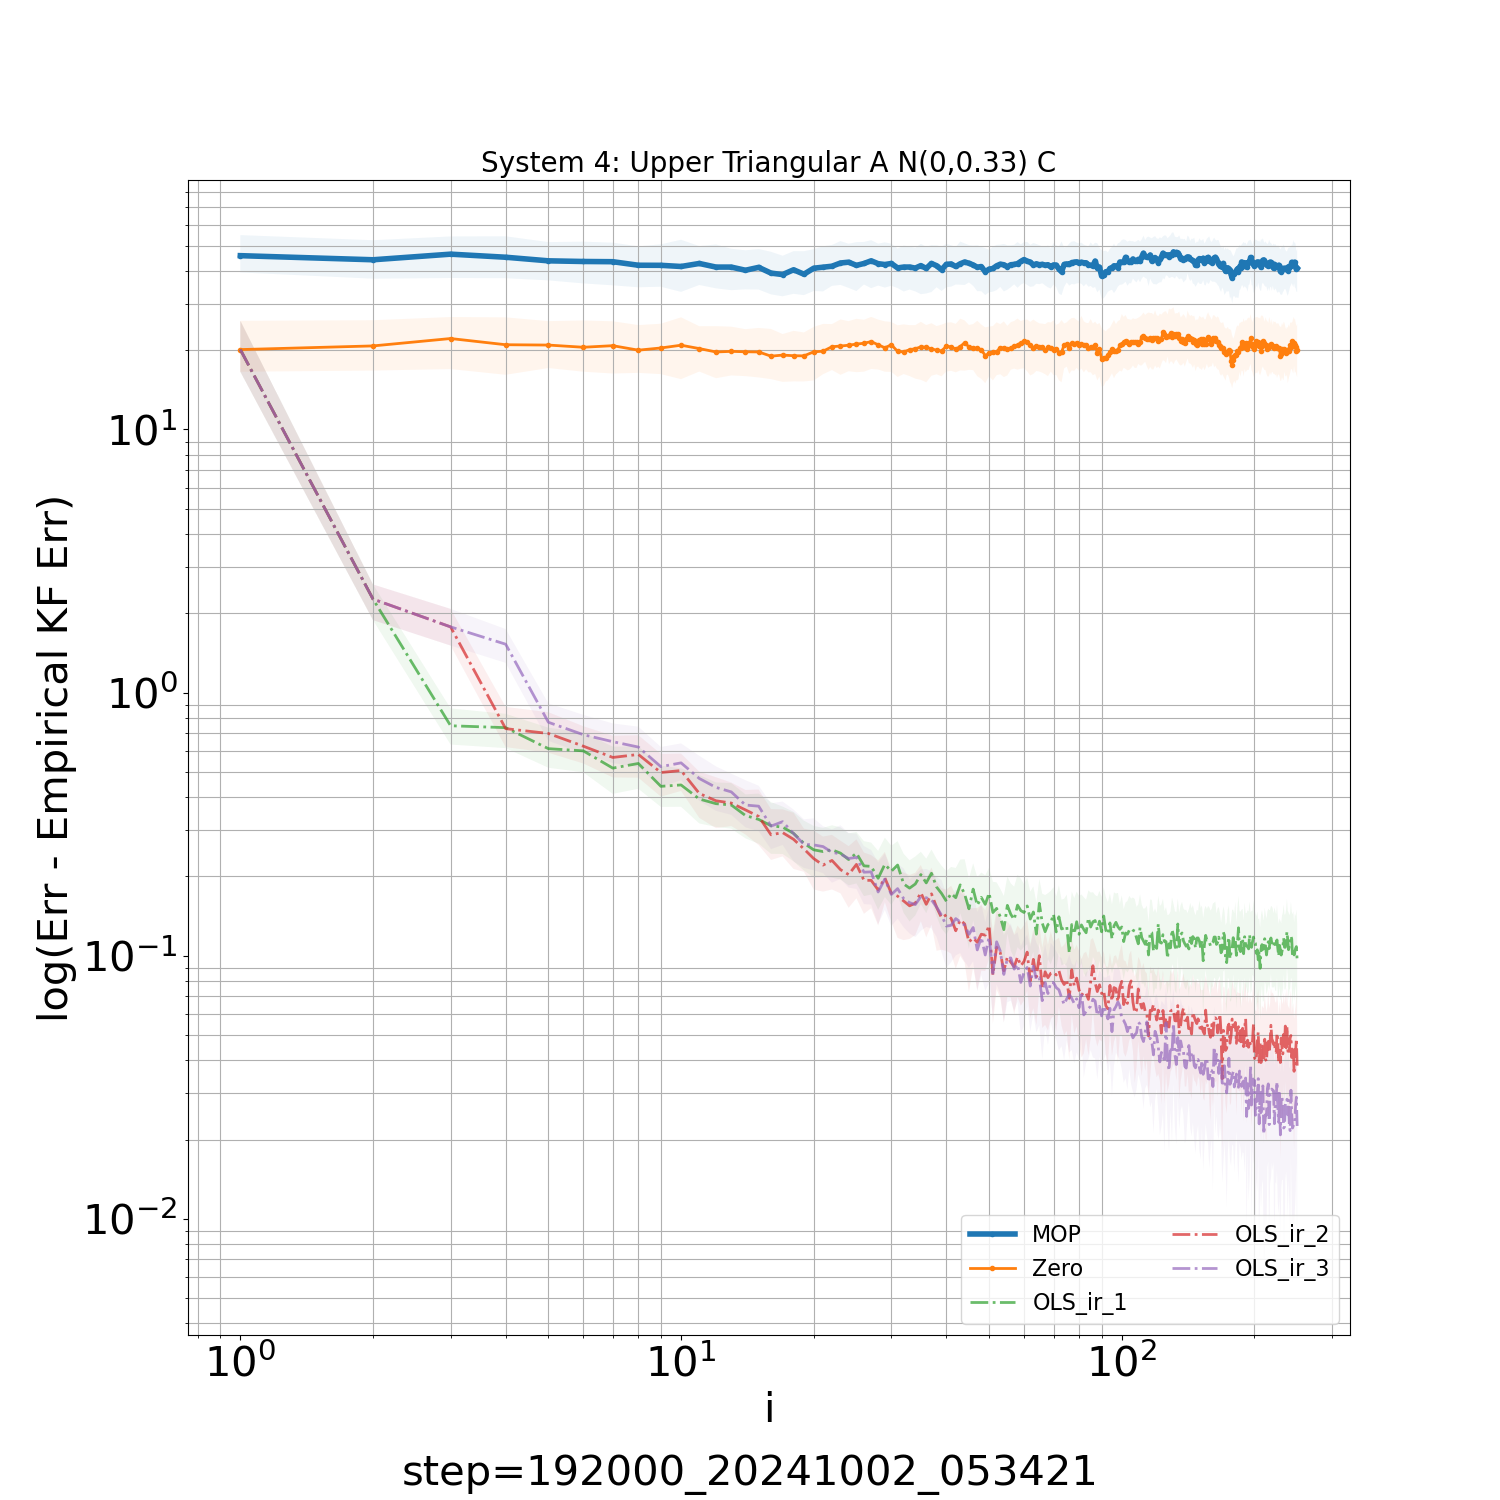 System 4: Upper Triangular A N(0,0.33) C
log(Err - Empirical KF Err)
10^1
10^0
10^-1
10^-2
MOP
Zero
OLS_ir_1
OLS_ir_2
OLS_ir_3
10^0 10^1 10^2
i
step=192000_20241002_053421